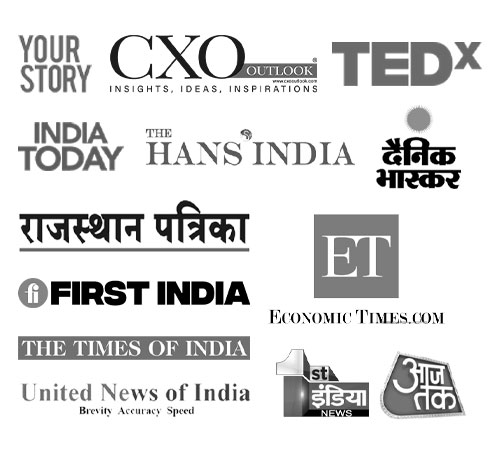 YOUR
STORY
CXO
OUTLOOK®
www.cxooutlook.com
INSIGHTS, IDEAS, INSPIRATIONS
TEDx
INDIA
TODAY
THE
HANS INDIA
दैनिक
भास्कर
राजस्थान पत्रिका
ET
ECONOMIC TIMES.COM
fi FIRST INDIA
THE TIMES OF INDIA
United News of India
Brevity Accuracy Speed
1st
इंडिया
NEWS
आज
तक